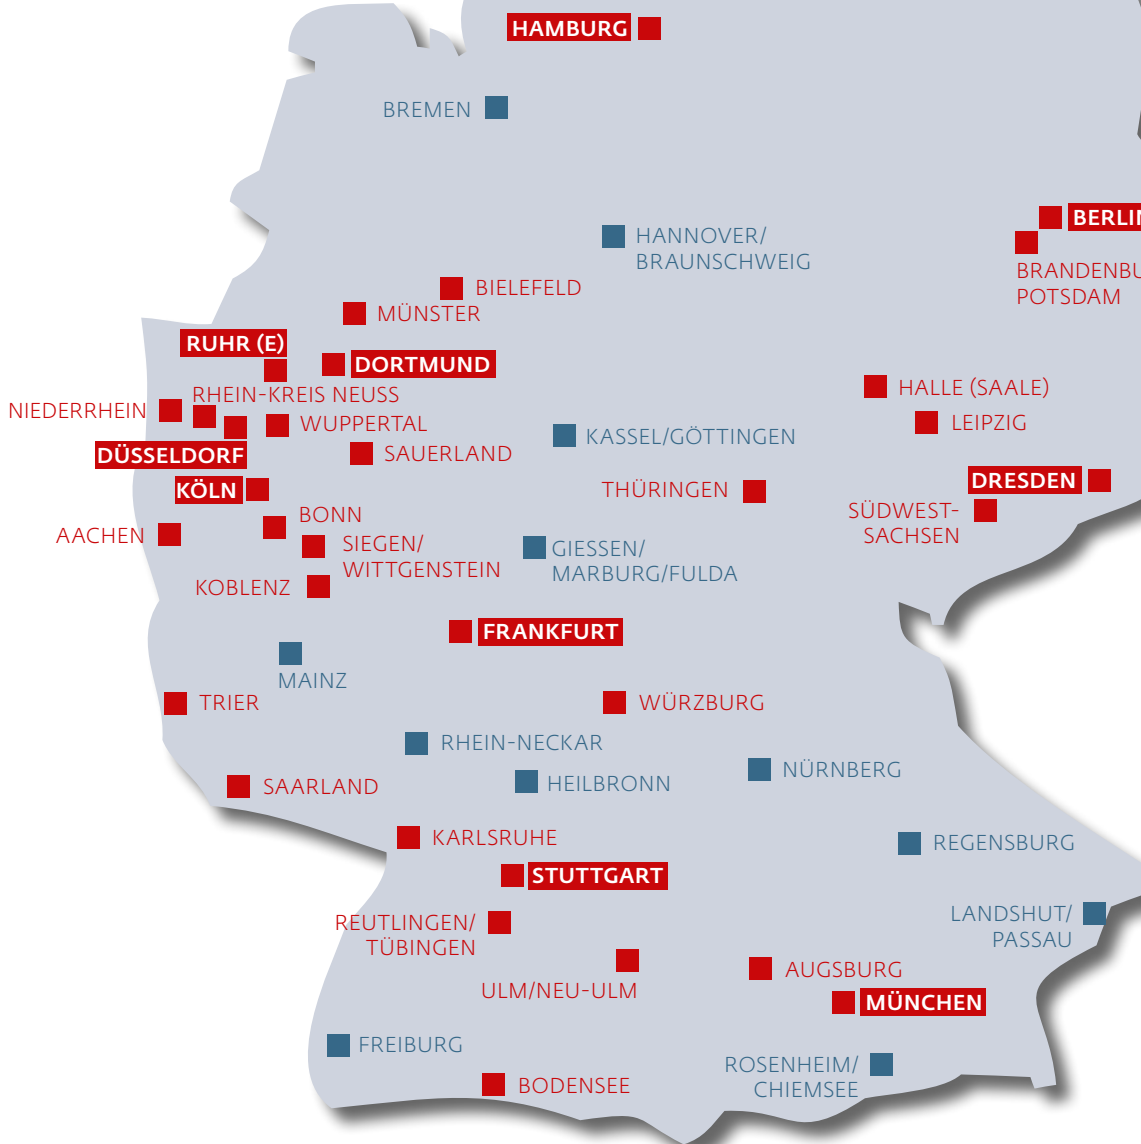 HAMBURG
BREMEN
BERLIN
HANNOVER/
BRAUNSCHWEIG
BRANDENBU
POTSDAM
BIELEFELD
MÜNSTER
RUHR (E)
DORTMUND
RHEIN-KREIS NEUSS
HALLE (SAALE)
NIEDERRHEIN
WUPPERTAL
LEIPZIG
KASSEL/GÖTTINGEN
DÜSSELDORF
SAUERLAND
DRESDEN
KÖLN
THÜRINGEN
SÜDWEST-
SACHSEN
BONN
AACHEN
SIEGEN/
WITTGENSTEIN
GIESSEN/
MARBURG/FULDA
KOBLENZ
FRANKFURT
MAINZ
TRIER
WÜRZBURG
RHEIN-NECKAR
NÜRNBERG
HEILBRONN
SAARLAND
KARLSRUHE
REGENSBURG
STUTTGART
LANDSHUT/
PASSAU
REUTLINGEN/
TÜBINGEN
AUGSBURG
ULM/NEU-ULM
MÜNCHEN
FREIBURG
ROSENHEIM/
CHIEMSEE
BODENSEE